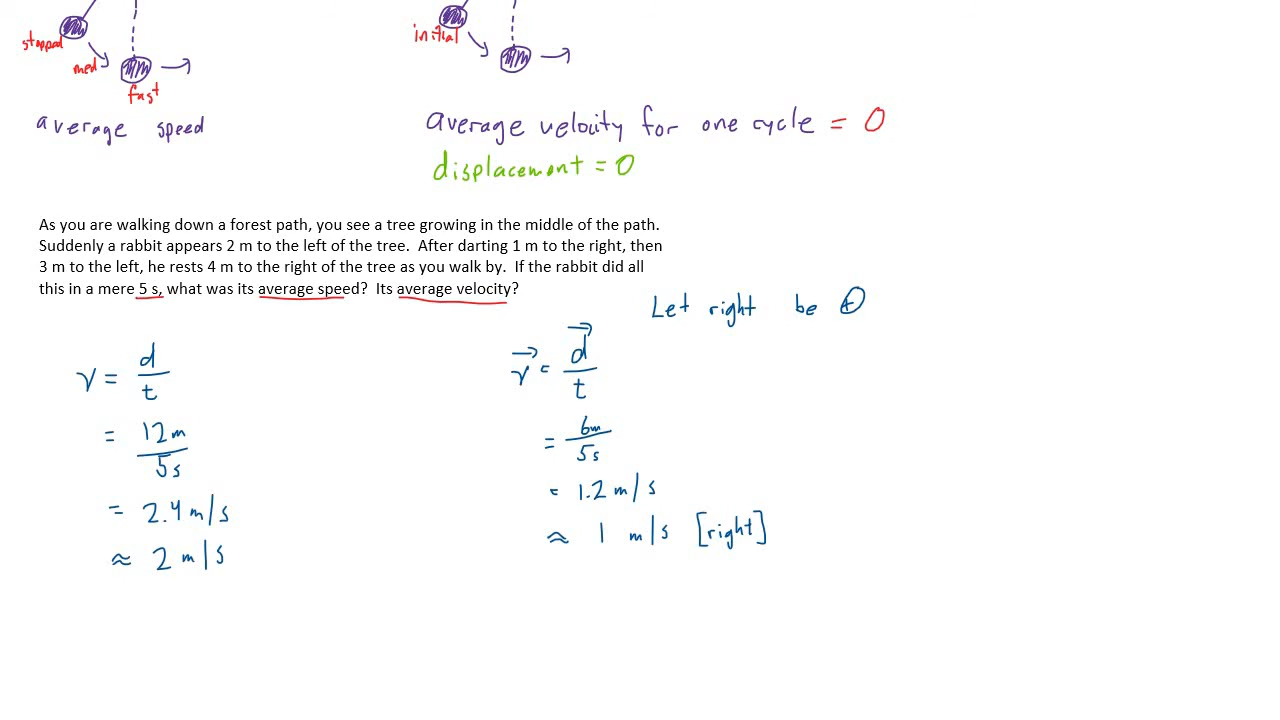 stopped
med
fast
initial
average speed
average velocity for one cycle = 0
displacement = 0
As you are walking down a forest path, you see a tree growing in the middle of the path.
Suddenly a rabbit appears 2 m to the left of the tree. After darting 1 m to the right, then
3 m to the left, he rests 4 m to the right of the tree as you walk by. If the rabbit did all
this in a mere 5 s, what was its average speed? Its average velocity?
Let right be ⊕
v = d/t
= 12m/5s
= 2.4 m/s
≈ 2 m/s
v⃗ = d⃗/t
= 6m/5s
= 1.2 m/s
≈ 1 m/s [right]